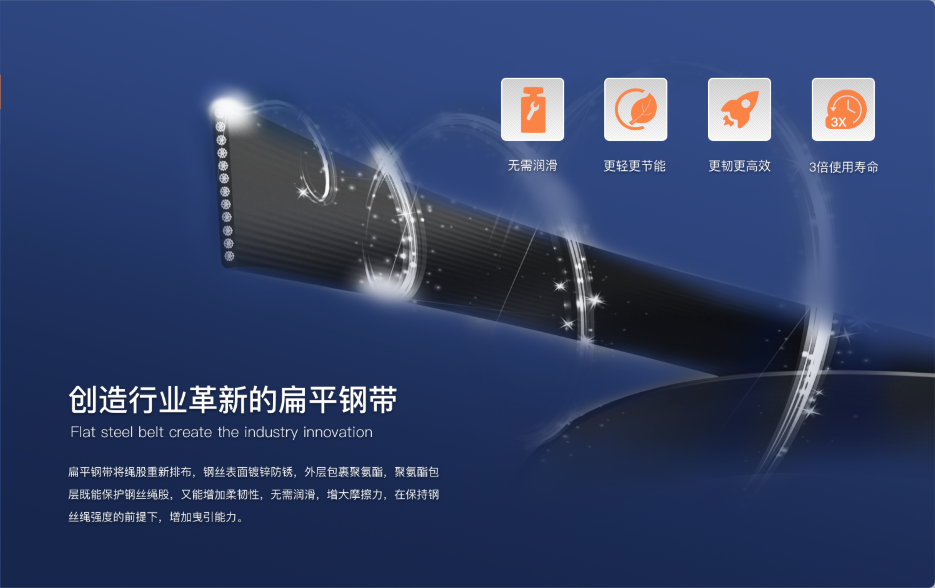 3X
无需润滑
更轻更节能
更韧更高效
3倍使用寿命
创造行业革新的扁平钢带
Flat steel belt create the industry innovation
扁平钢带将绳股重新排布，钢丝表面镀锌防锈，外层包裹聚氨酯，聚氨酯包
层既能保护钢丝绳股，又能增加柔韧性，无需润滑，增大摩擦力，在保持钢
丝绳强度的前提下，增加曳引能力。